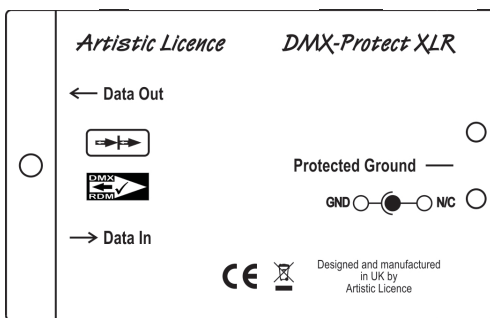 Artistic Licence
DMX-Protect XLR
Data Out
DMX
RDM
Data In
Protected Ground
GND
N/C
CE
Designed and manufactured
in UK by
Artistic Licence